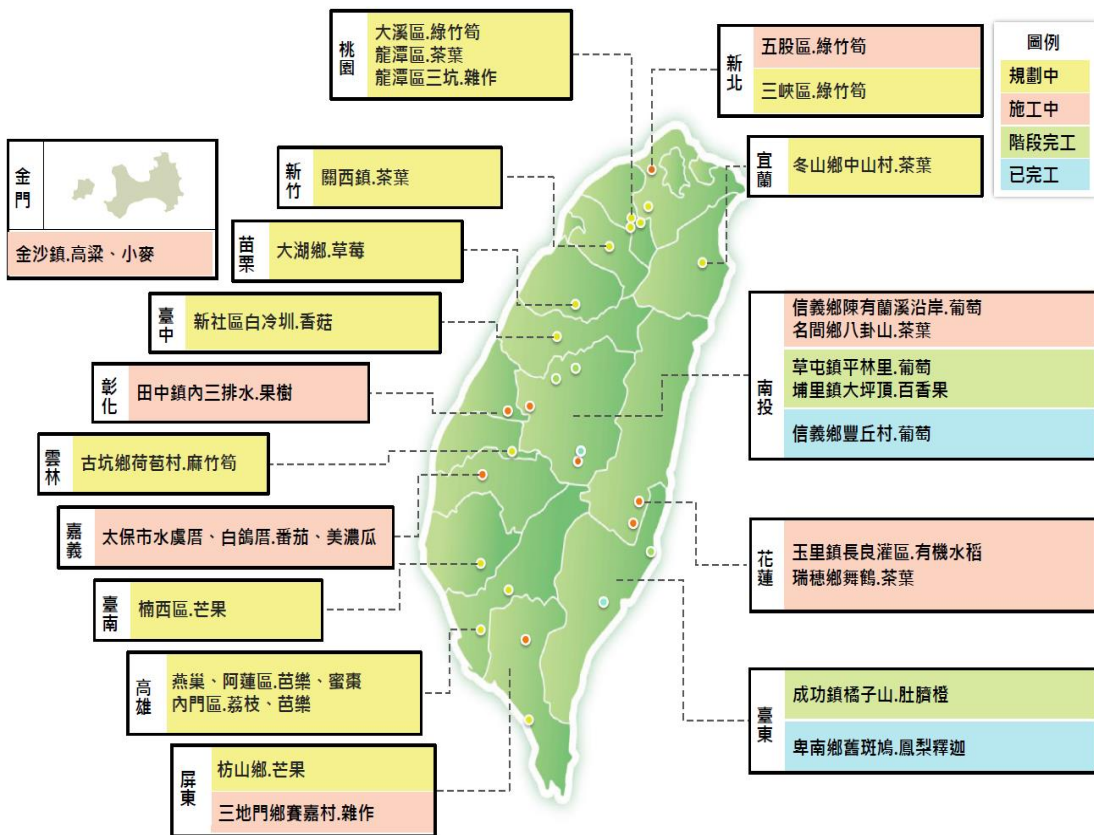 桃園
大溪區.綠竹筍
龍潭區.茶葉
龍潭區三坑.雜作
新北
五股區.綠竹筍
三峽區.綠竹筍
圖例
規劃中
施工中
階段完工
已完工
金門
金沙鎮.高粱、小麥
新竹
關西鎮.茶葉
宜蘭
冬山鄉中山村.茶葉
苗栗
大湖鄉.草莓
臺中
新社區白冷圳.香菇
南投
信義鄉陳有蘭溪沿岸.葡萄
名間鄉八卦山.茶葉
草屯鎮平林里.葡萄
埔里鎮大坪頂.百香果
信義鄉豐丘村.葡萄
彰化
田中鎮內三排水.果樹
雲林
古坑鄉荷苞村.麻竹筍
嘉義
太保市水虞厝、白鴿厝.番茄、美濃瓜
花蓮
玉里鎮長良灌區.有機水稻
瑞穗鄉舞鶴.茶葉
臺南
楠西區.芒果
高雄
燕巢、阿蓮區.芭樂、蜜棗
內門區.荔枝、芭樂
臺東
成功鎮橘子山.肚臍橙
卑南鄉舊斑鳩.鳳梨釋迦
屏東
枋山鄉.芒果
三地門鄉賽嘉村.雜作